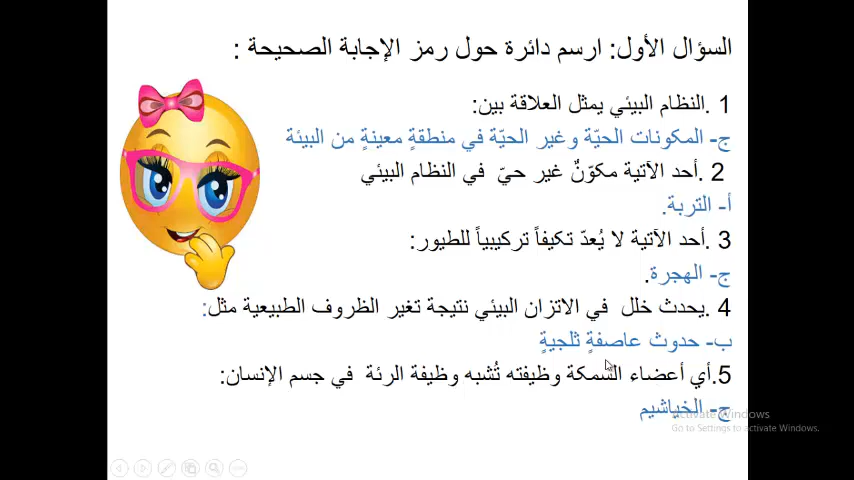 السؤال الأول: ارسم دائرة حول رمز الإجابة الصحيحة :
1 .النظام البيئي يمثل العلاقة بين:
ج- المكونات الحيّة وغير الحيّة في منطقةٍ معينةٍ من البيئة
2 .أحد الآتية مكوّنٌ غير حيّ في النظام البيئي
أ- التربة.
3 .أحد الآتية لا يُعدّ تكيفاً تركيبياً للطيور:
ج- الهجرة.
4 .يحدث خلل في الاتزان البيئي نتيجة تغير الظروف الطبيعية مثل:
ب- حدوث عاصفةٍ ثلجيةٍ
5.أي أعضاء السمكة وظيفته تُشبه وظيفة الرئة في جسم الإنسان:
ج- الخياشيم
Activate Windows
Go to Settings to activate Windows.